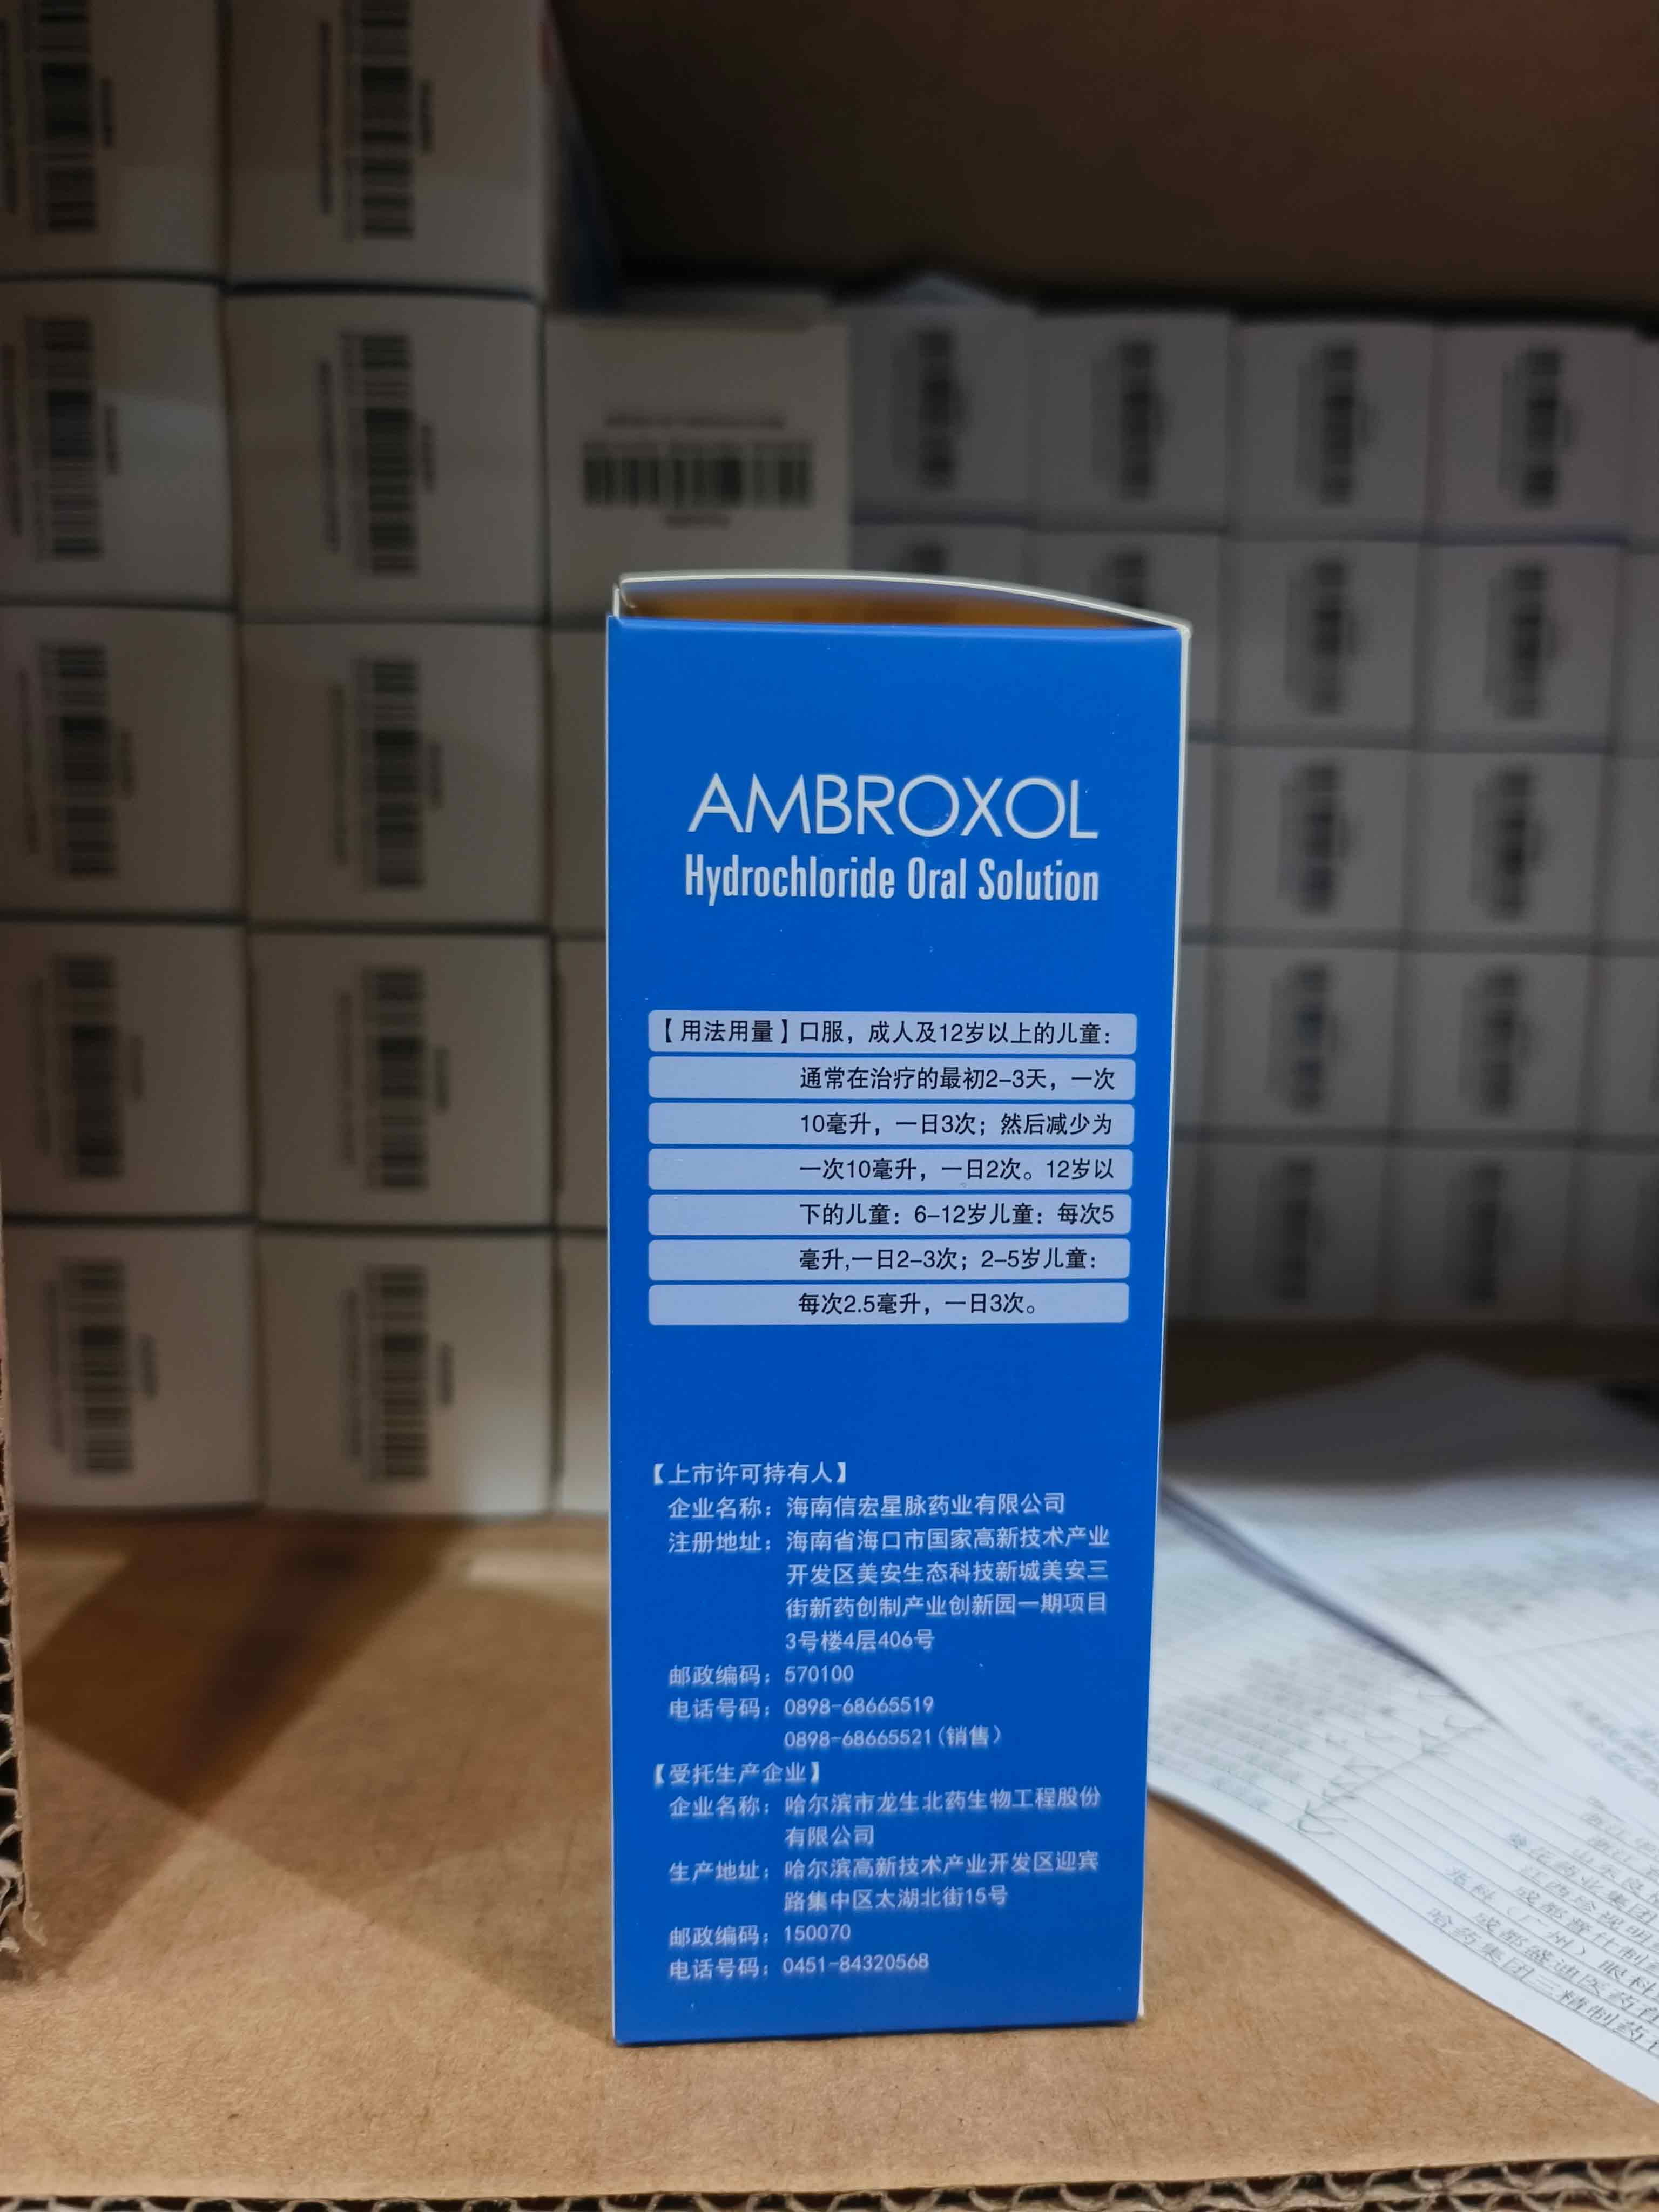 AMBROXOL
Hydrochloride Oral Solution
【用法用量】口服，成人及12岁以上的儿童：
通常在治疗的最初2-3天，一次
10毫升，一日3次；然后减少为
一次10毫升，一日2次。12岁以
下的儿童：6-12岁儿童：每次5
毫升,一日2-3次；2-5岁儿童：
每次2.5毫升，一日3次。
【上市许可持有人】
企业名称：海南信宏星脉药业有限公司
注册地址：海南省海口市国家高新技术产业
开发区美安生态科技新城美安三
街新药创制产业创新园一期项目
3号楼4层406号
邮政编码：570100
电话号码：0898-68665519
0898-68665521(销售)
【受托生产企业】
企业名称：哈尔滨市龙生北药生物工程股份
有限公司
生产地址：哈尔滨高新技术产业开发区迎宾
路集中区太湖北街15号
邮政编码：150070
电话号码：0451-84320568
哈药集团三精制药